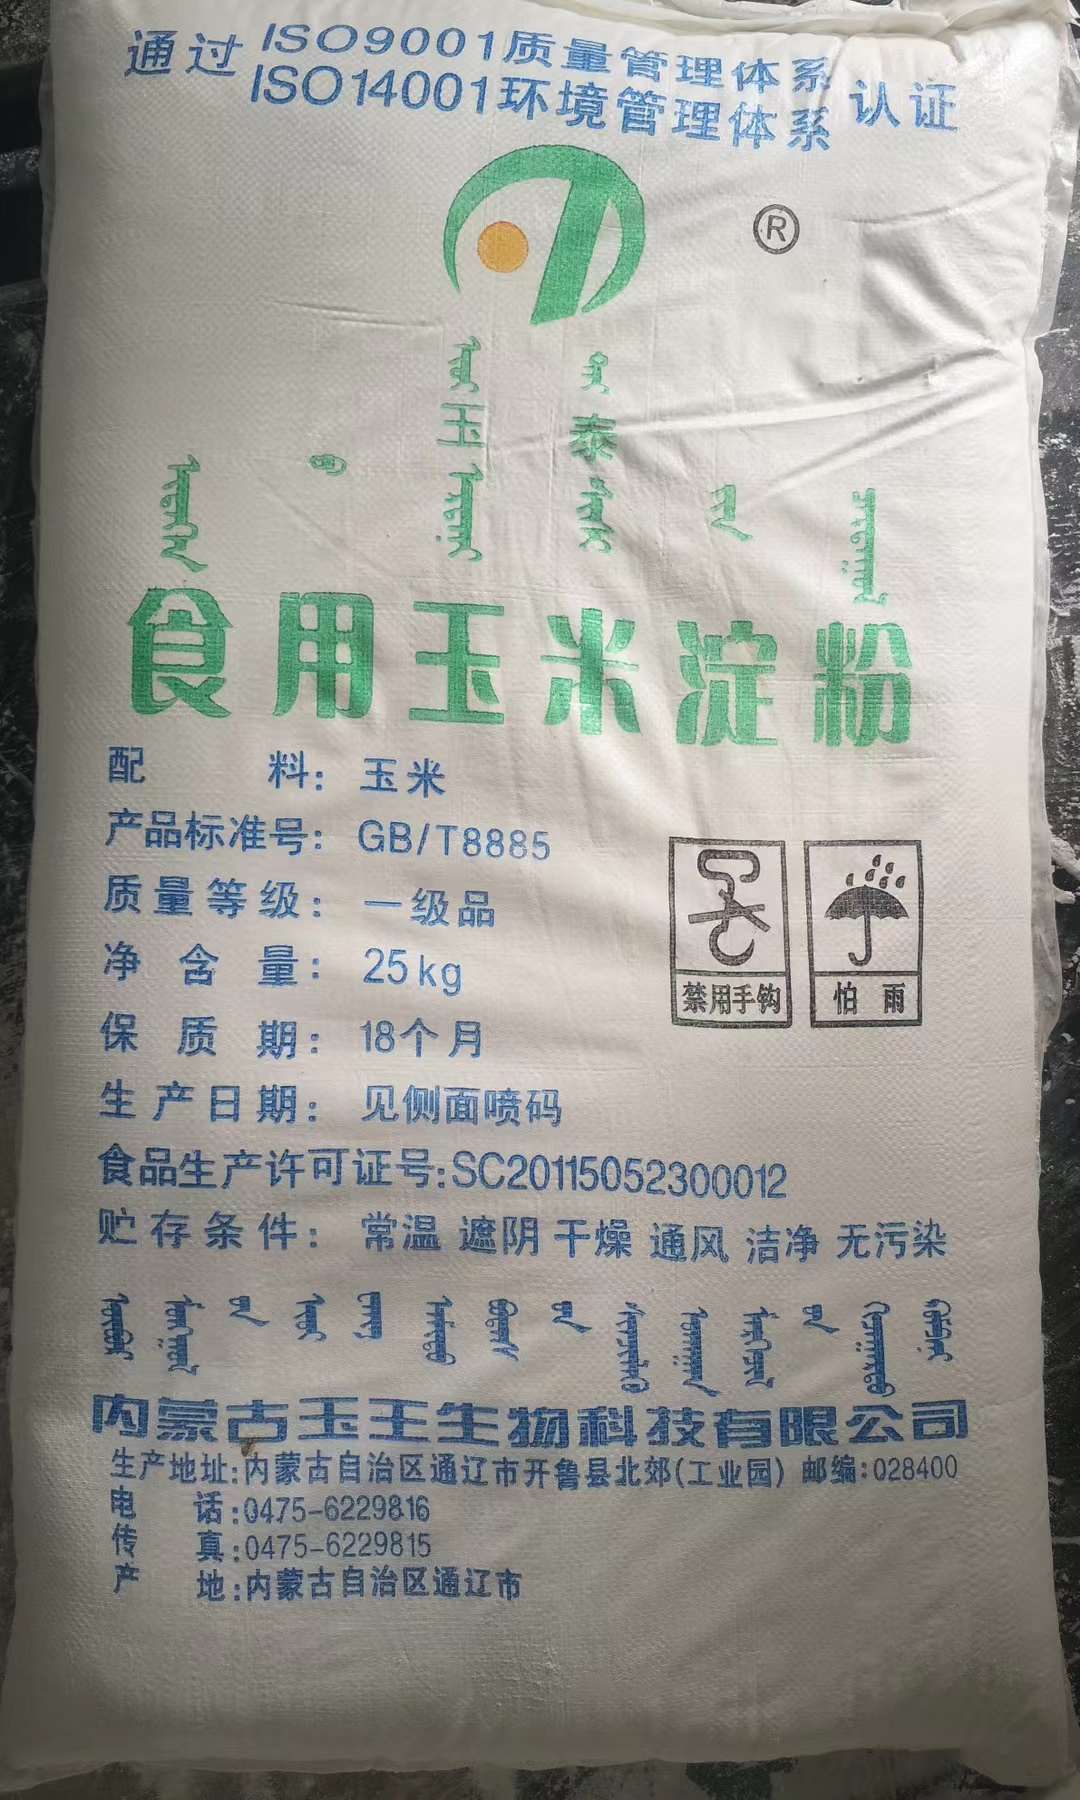 通过 ISO9001质量管理体系 认证
ISO14001环境管理体系
®
玉 泰
食用玉米淀粉
配 料：玉米
产品标准号：GB/T8885
质量等级：一级品
净含量：25kg
保质期：18个月
生产日期：见侧面喷码
食品生产许可证号:SC20115052300012
贮存条件：常温 遮阴 干燥 通风 洁净 无污染
禁用手钩
怕 雨
内蒙古玉王生物科技有限公司
生产地址:内蒙古自治区通辽市开鲁县北郊(工业园) 邮编:028400
电 话:0475-6229816
传 真:0475-6229815
产 地:内蒙古自治区通辽市